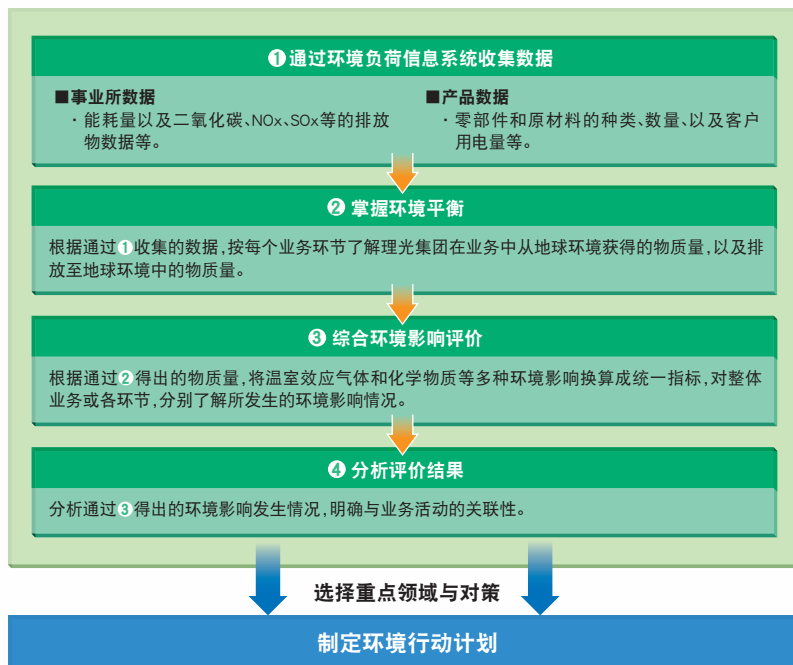 ❶通过环境负荷信息系统收集数据
■事业所数据
・能耗量以及二氧化碳、NOx、SOx等的排放
物数据等。
■产品数据
・零部件和原材料的种类、数量、以及客户
用电量等。
❷ 掌握环境平衡
根据通过❶收集的数据,按每个业务环节了解理光集团在业务中从地球环境获得的物质量,以及排
放至地球环境中的物质量。
❸ 综合环境影响评价
根据通过❷得出的物质量,将温室效应气体和化学物质等多种环境影响换算成统一指标,对整体
业务或各环节,分别了解所发生的环境影响情况。
❹ 分析评价结果
分析通过❸得出的环境影响发生情况,明确与业务活动的关联性。
选择重点领域与对策
制定环境行动计划